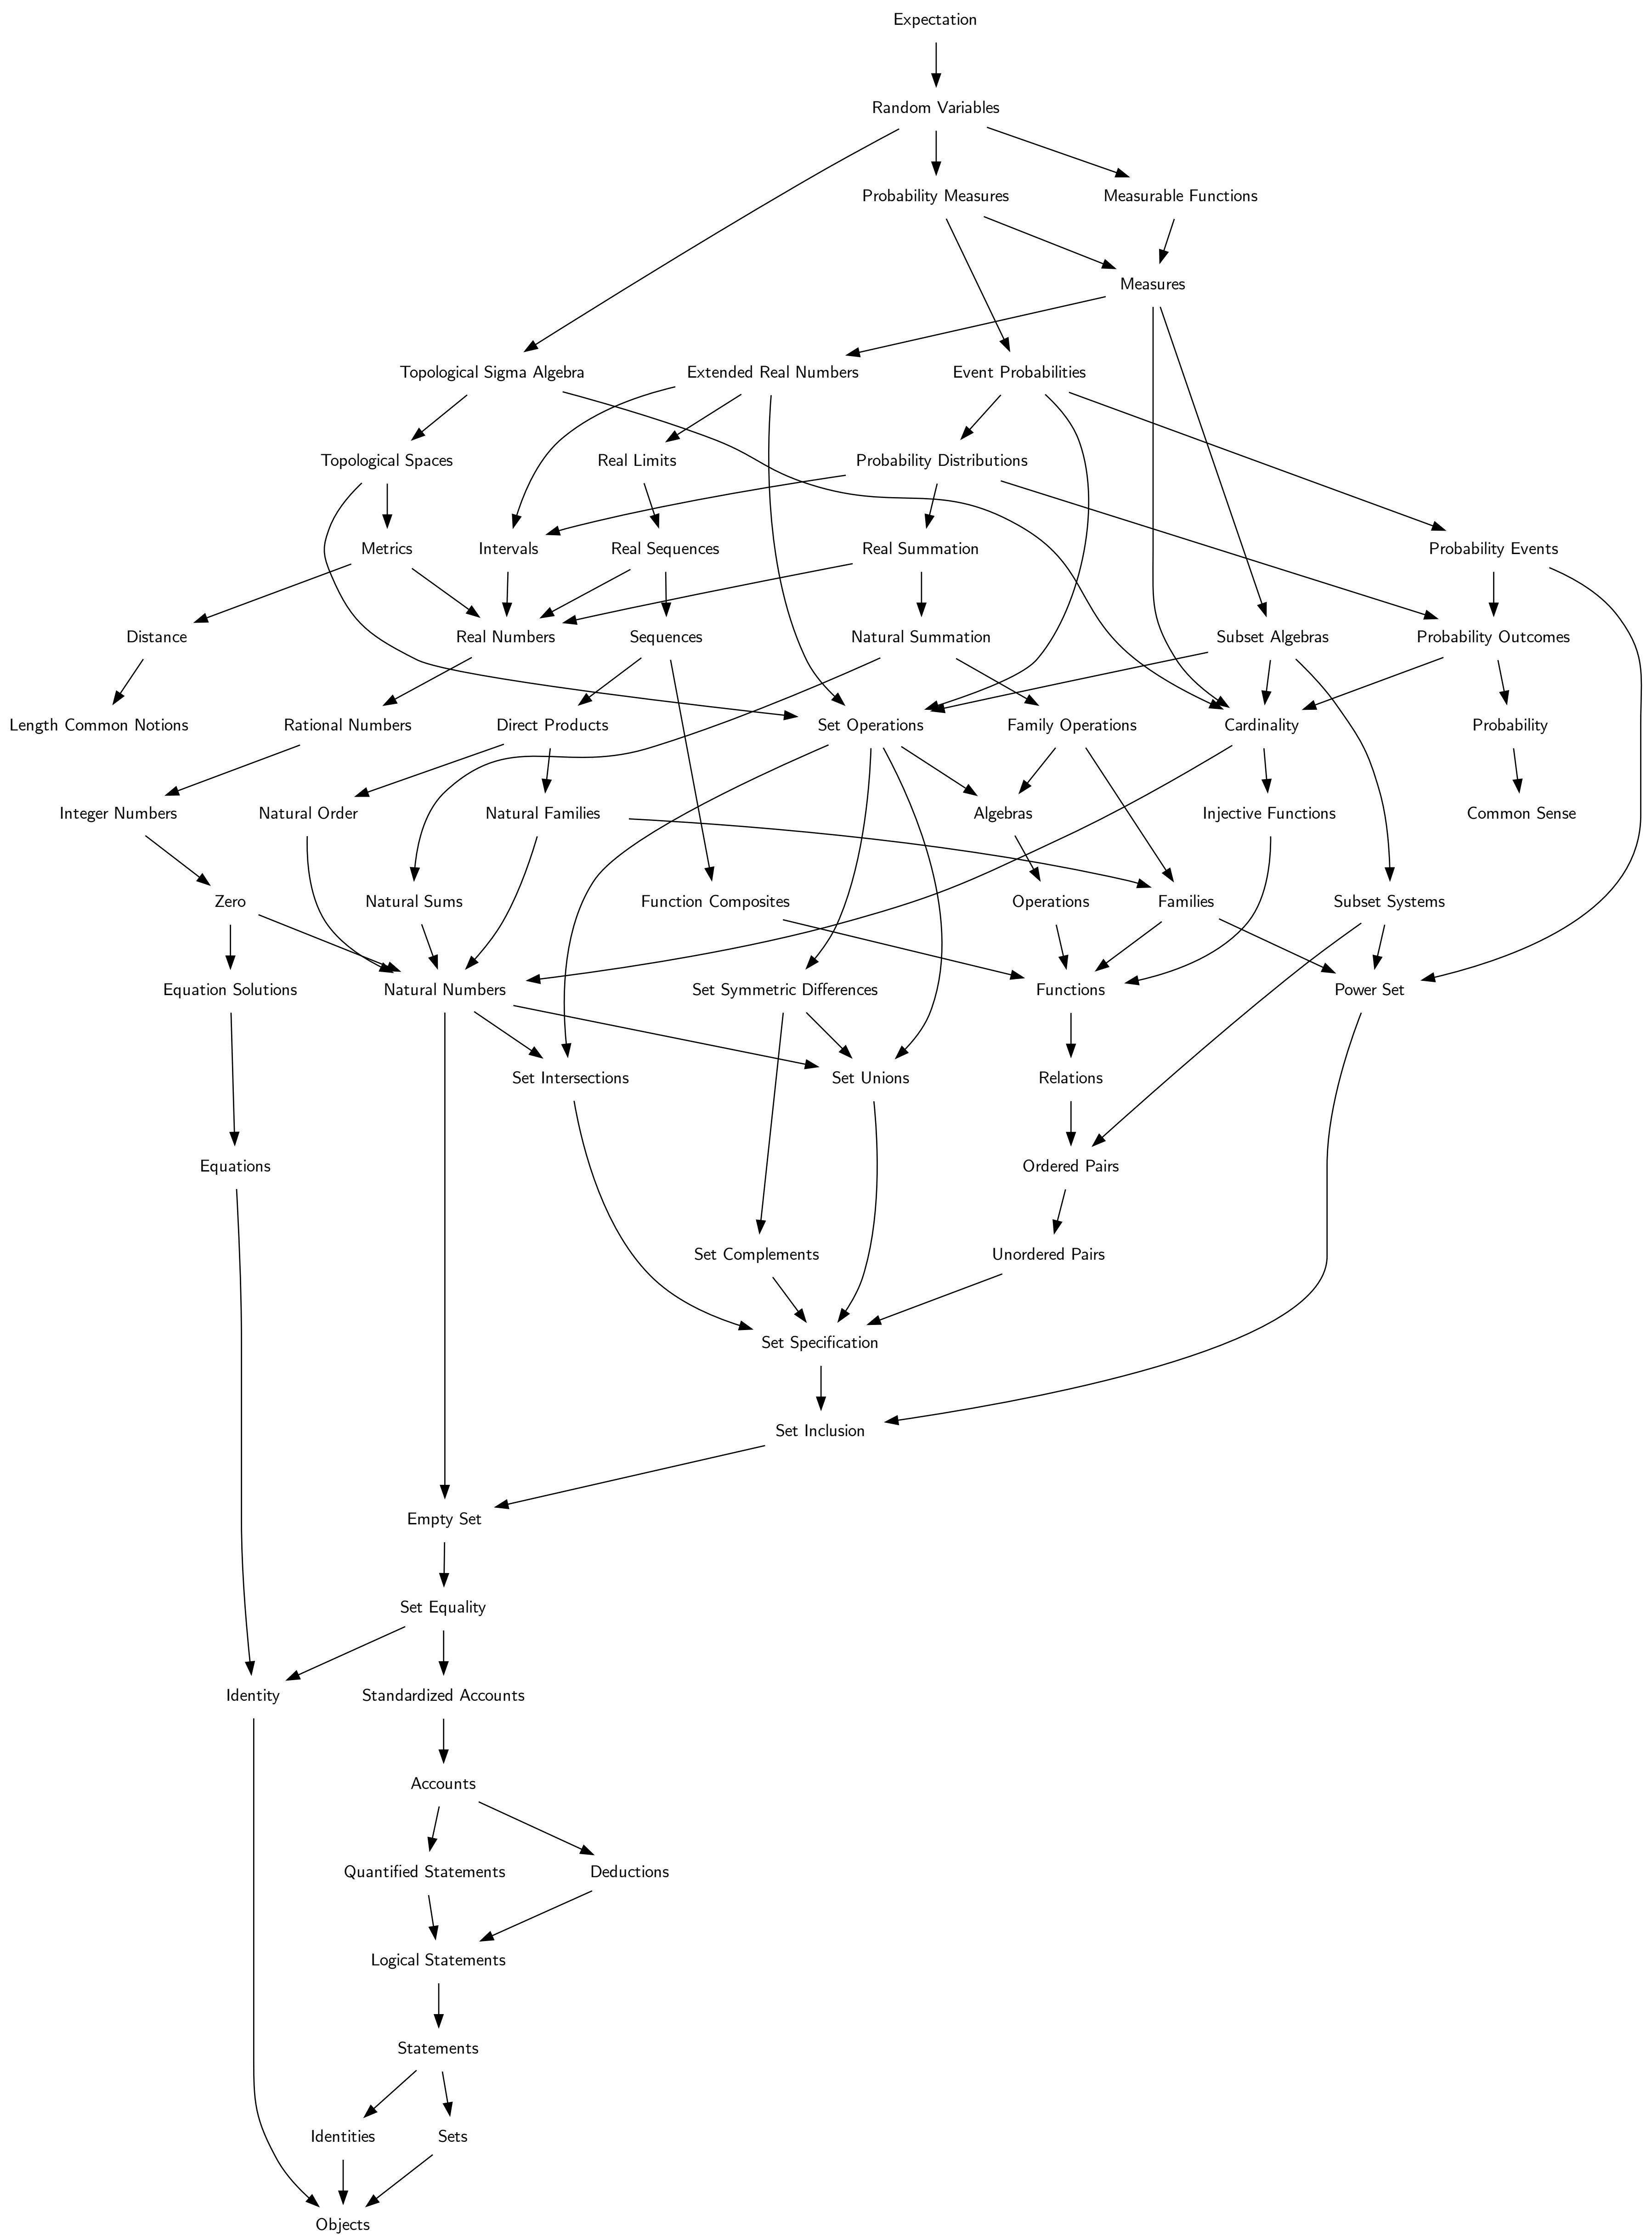 Expectation
Random Variables
Probability Measures
Measurable Functions
Measures
Topological Sigma Algebra
Extended Real Numbers
Event Probabilities
Topological Spaces
Real Limits
Probability Distributions
Metrics
Intervals
Real Sequences
Real Summation
Probability Events
Distance
Real Numbers
Sequences
Natural Summation
Subset Algebras
Probability Outcomes
Length Common Notions
Rational Numbers
Direct Products
Set Operations
Family Operations
Cardinality
Probability
Integer Numbers
Natural Order
Natural Families
Algebras
Injective Functions
Common Sense
Zero
Natural Sums
Function Composites
Operations
Families
Subset Systems
Equation Solutions
Natural Numbers
Set Symmetric Differences
Functions
Power Set
Set Intersections
Set Unions
Relations
Equations
Ordered Pairs
Set Complements
Unordered Pairs
Set Specification
Set Inclusion
Empty Set
Set Equality
Identity
Standardized Accounts
Accounts
Quantified Statements
Deductions
Logical Statements
Statements
Identities
Sets
Objects